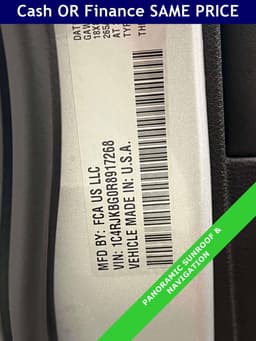 Cash OR Finance SAME PRICE
MFD BY: FCA US LLC
VIN: 1C4RJKBG0R8917268
VEHICLE MADE IN: U.S.A.
PANORAMIC SUNROOF &
NAVIGATION